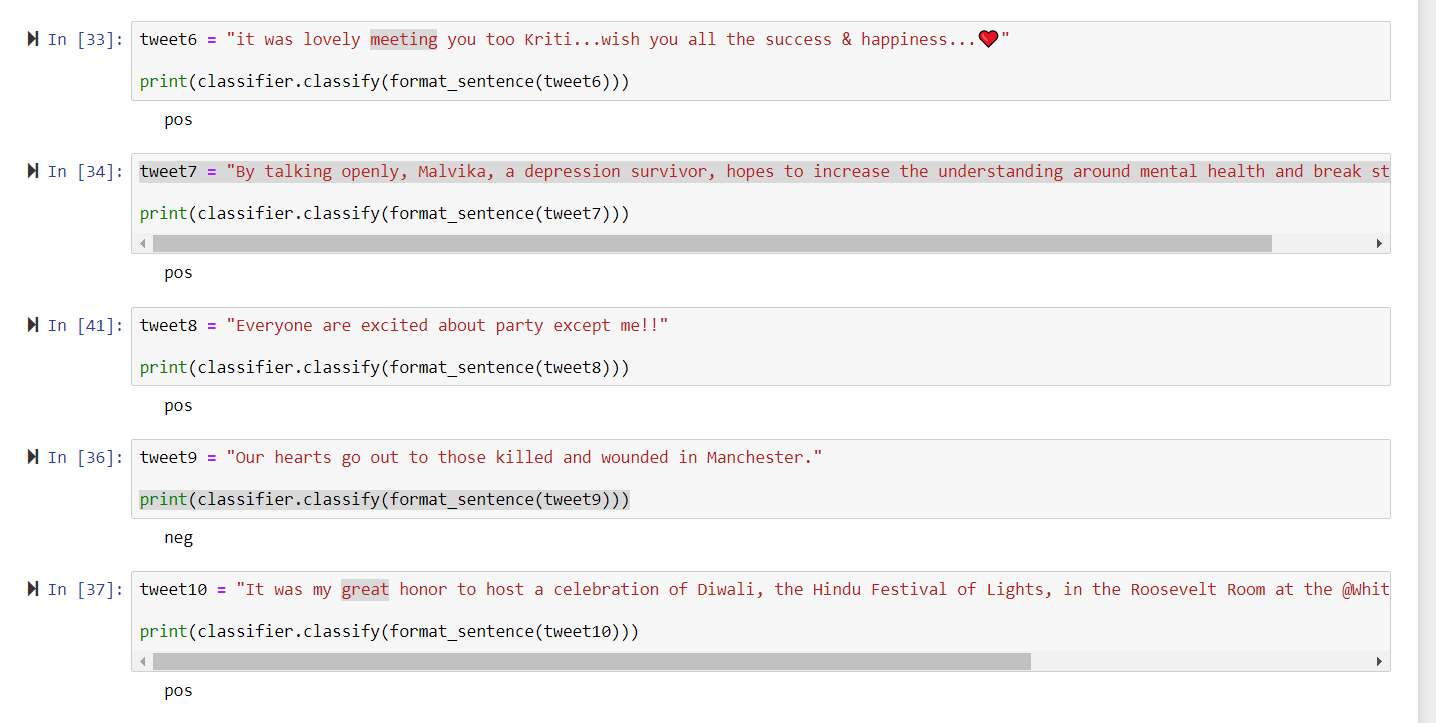 In [33]: tweet6 = "it was lovely meeting you too Kriti...wish you all the success & happiness...❤️"
print(classifier.classify(format_sentence(tweet6)))
pos
In [34]: tweet7 = "By talking openly, Malvika, a depression survivor, hopes to increase the understanding around mental health and break st
print(classifier.classify(format_sentence(tweet7)))
pos
In [41]: tweet8 = "Everyone are excited about party except me!!"
print(classifier.classify(format_sentence(tweet8)))
pos
In [36]: tweet9 = "Our hearts go out to those killed and wounded in Manchester."
print(classifier.classify(format_sentence(tweet9)))
neg
In [37]: tweet10 = "It was my great honor to host a celebration of Diwali, the Hindu Festival of Lights, in the Roosevelt Room at the @Whit
print(classifier.classify(format_sentence(tweet10)))
pos